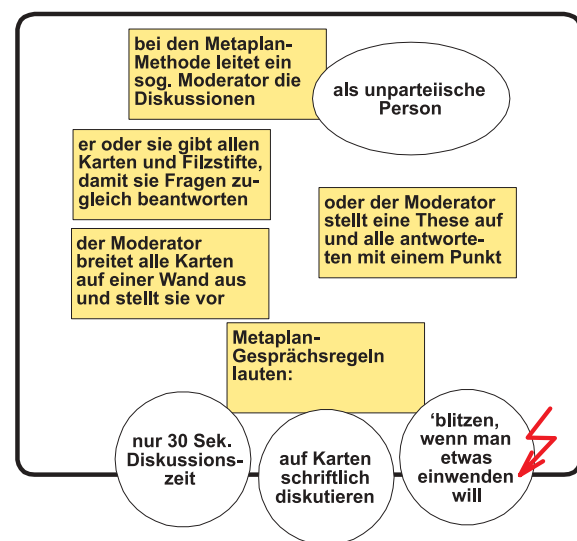 bei den Metaplan-
Methode leitet ein
sog. Moderator die
Diskussionen
als unparteiische
Person
er oder sie gibt allen
Karten und Filzstifte,
damit sie Fragen zu-
gleich beantworten
oder der Moderator
stellt eine These auf
und alle antworte-
ten mit einem Punkt
der Moderator
breitet alle Karten
auf einer Wand aus
und stellt sie vor
Metaplan-
Gesprächsregeln
lauten:
nur 30 Sek.
Diskussions-
zeit
auf Karten
schriftlich
diskutieren
‘blitzen,
wenn man
etwas
einwenden
will